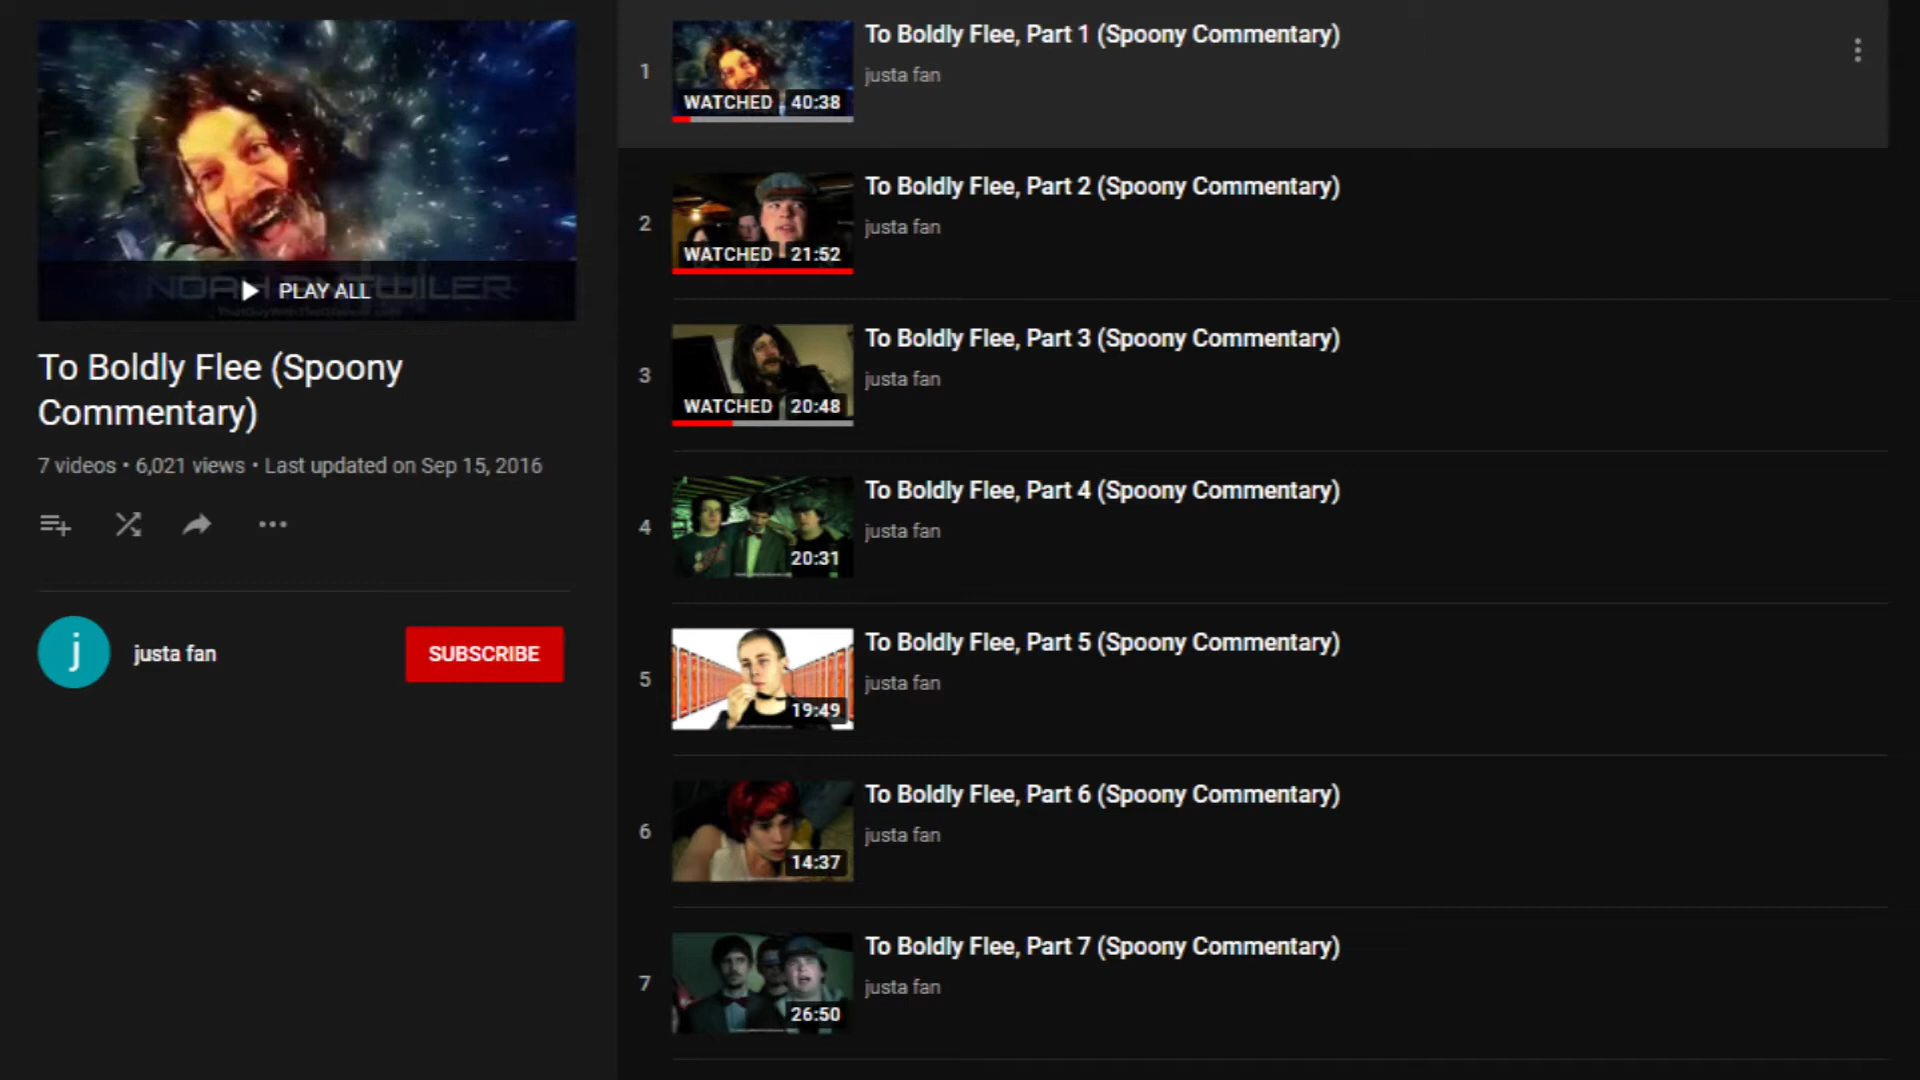 NOAH ANTWILER
PLAY ALL
To Boldly Flee (Spoony
Commentary)
7 videos • 6,021 views • Last updated on Sep 15, 2016
j
justa fan
SUBSCRIBE
1
WATCHED
40:38
To Boldly Flee, Part 1 (Spoony Commentary)
justa fan
2
WATCHED
21:52
To Boldly Flee, Part 2 (Spoony Commentary)
justa fan
3
WATCHED
20:48
To Boldly Flee, Part 3 (Spoony Commentary)
justa fan
4
20:31
To Boldly Flee, Part 4 (Spoony Commentary)
justa fan
5
19:49
To Boldly Flee, Part 5 (Spoony Commentary)
justa fan
6
14:37
To Boldly Flee, Part 6 (Spoony Commentary)
justa fan
7
26:50
To Boldly Flee, Part 7 (Spoony Commentary)
justa fan